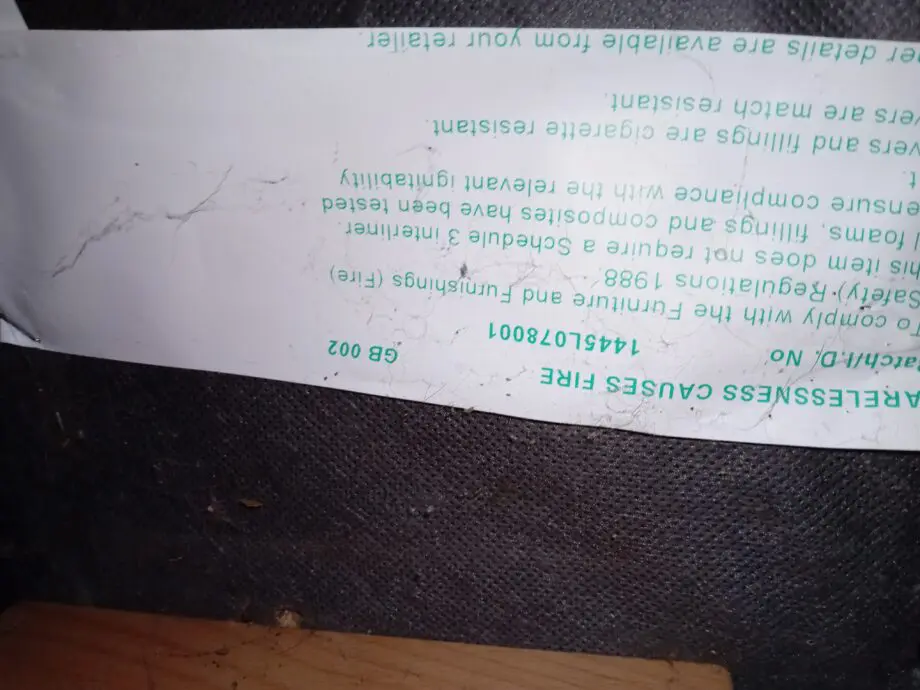 ARELESSNESS CAUSES FIRE
GB 002
atch/I.D. No 1445L078001
To comply with the Furniture and Furnishings (Fire)
Safety) Regulations 1988.
his item does not require a Schedule 3 interliner.
l foams, fillings and composites have been tested
ensure compliance with the relevant ignitability
t.
vers and fillings are cigarette resistant.
vers are match resistant.
er details are available from your retailer.